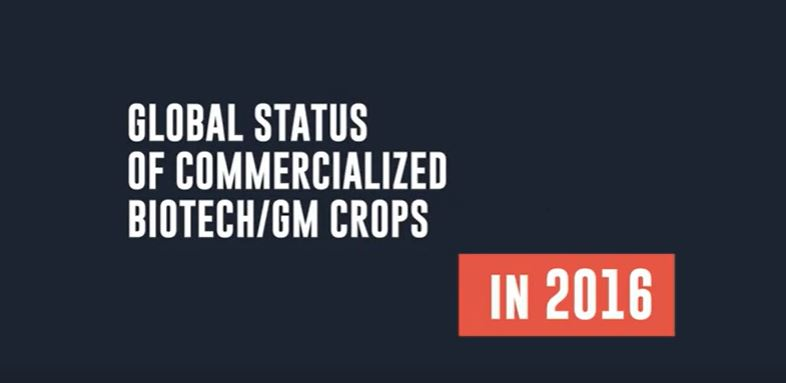 GLOBAL STATUS
OF COMMERCIALIZED
BIOTECH/GM CROPS
IN 2016